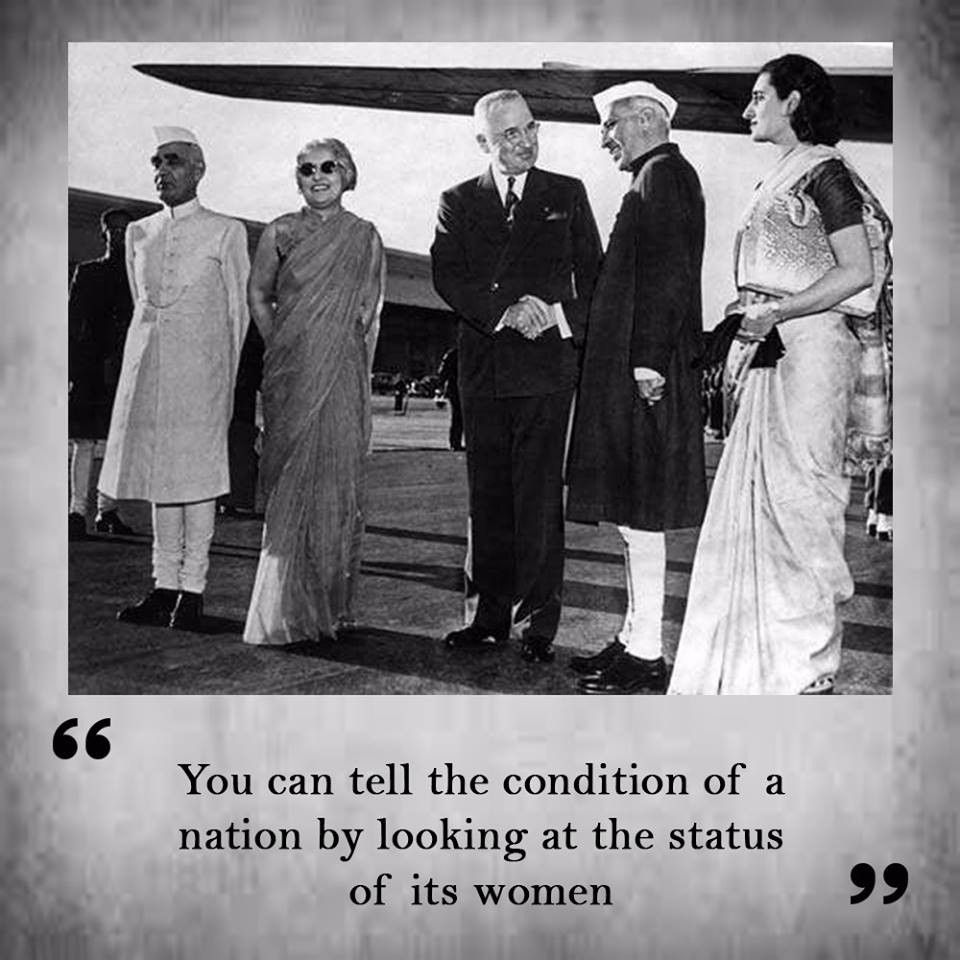 “
You can tell the condition of a
nation by looking at the status
of its women
”